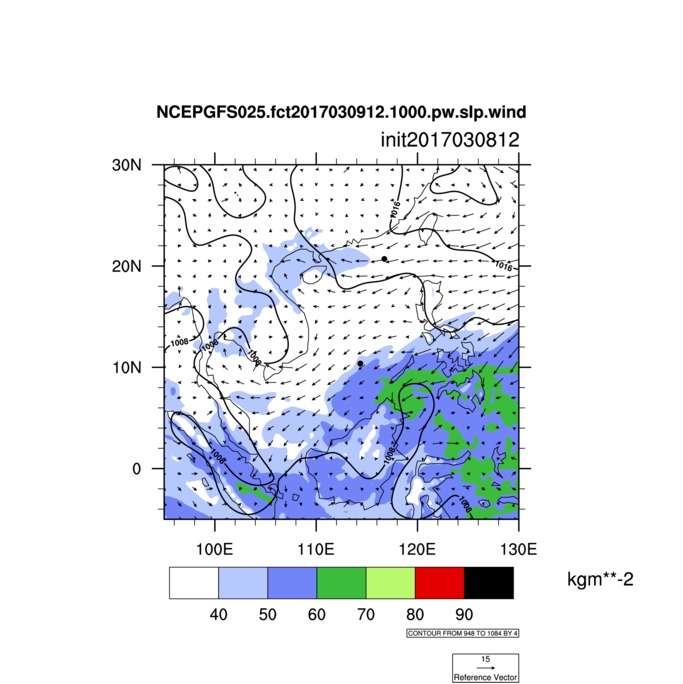 NCEPGFS025.fct2017030912.1000.pw.slp.wind
init2017030812
30N
1016
20N
1016
1008
1008
1008
10N
1008
1008
0
1008
100E 110E 120E 130E
kgm**-2
40 50 60 70 80 90
CONTOUR FROM 948 TO 1084 BY 4
15
Reference Vector